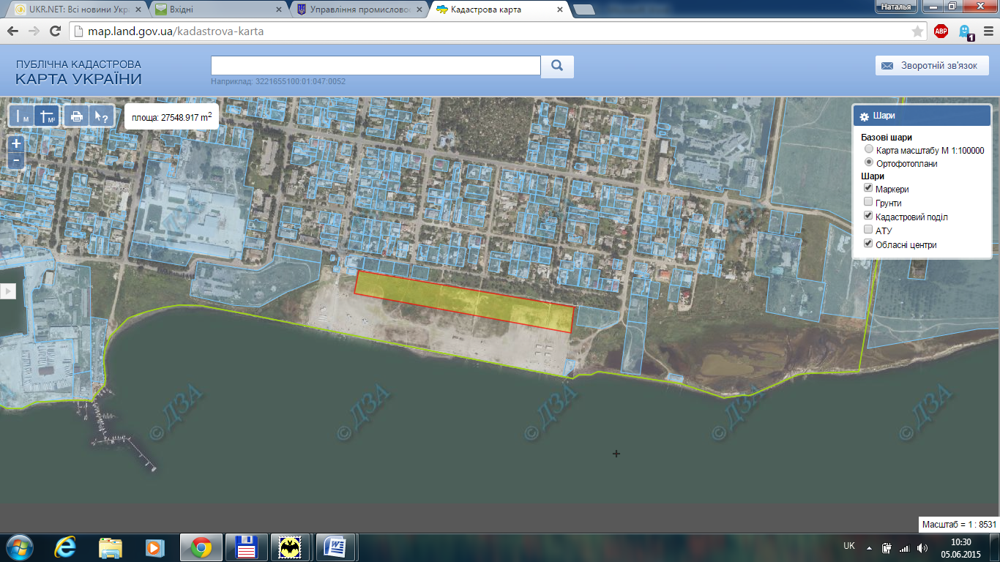 UKR.NET: Всі новини Укр
Вхідні
Управління промислово
Кадастрова карта
Наталья
map.land.gov.ua/kadastrova-karta
ABP
1
ПУБЛІЧНА КАДАСТРОВА
КАРТА УКРАЇНИ
Наприклад: 3221655100:01:047:0052
Зворотній зв'язок
М
М²
?
площа: 27548.917 m²
+
-
Шари
Базові шари
Карта масштабу М 1:100000
Ортофотоплани
Шари
Маркери
Грунти
Кадастровий поділ
АТУ
Обласні центри
© ДЗА
© ДЗА
© ДЗА
© ДЗА
© ДЗА
Масштаб = 1 : 8531
UK
10:30
05.06.2015